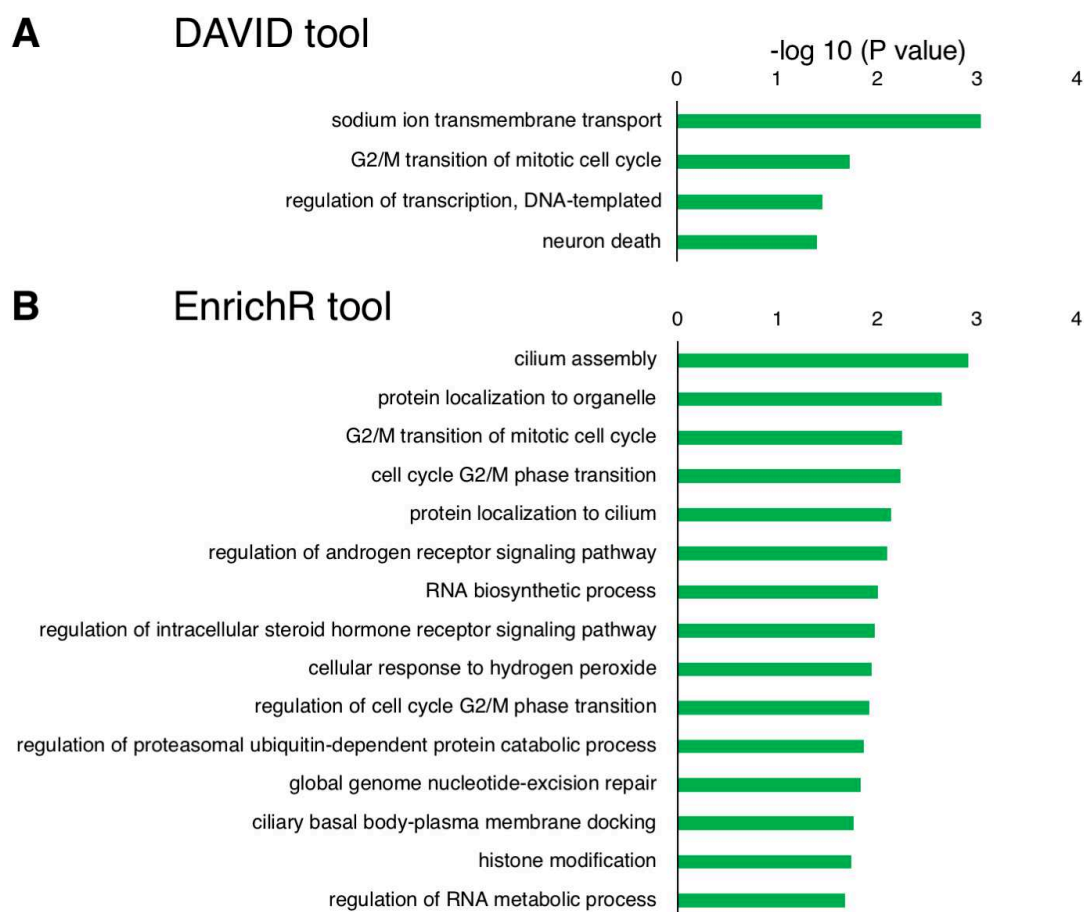 A DAVID tool
-log 10 (P value)
0 1 2 3 4
sodium ion transmembrane transport
G2/M transition of mitotic cell cycle
regulation of transcription, DNA-templated
neuron death
B EnrichR tool
0 1 2 3 4
cilium assembly
protein localization to organelle
G2/M transition of mitotic cell cycle
cell cycle G2/M phase transition
protein localization to cilium
regulation of androgen receptor signaling pathway
RNA biosynthetic process
regulation of intracellular steroid hormone receptor signaling pathway
cellular response to hydrogen peroxide
regulation of cell cycle G2/M phase transition
regulation of proteasomal ubiquitin-dependent protein catabolic process
global genome nucleotide-excision repair
ciliary basal body-plasma membrane docking
histone modification
regulation of RNA metabolic process